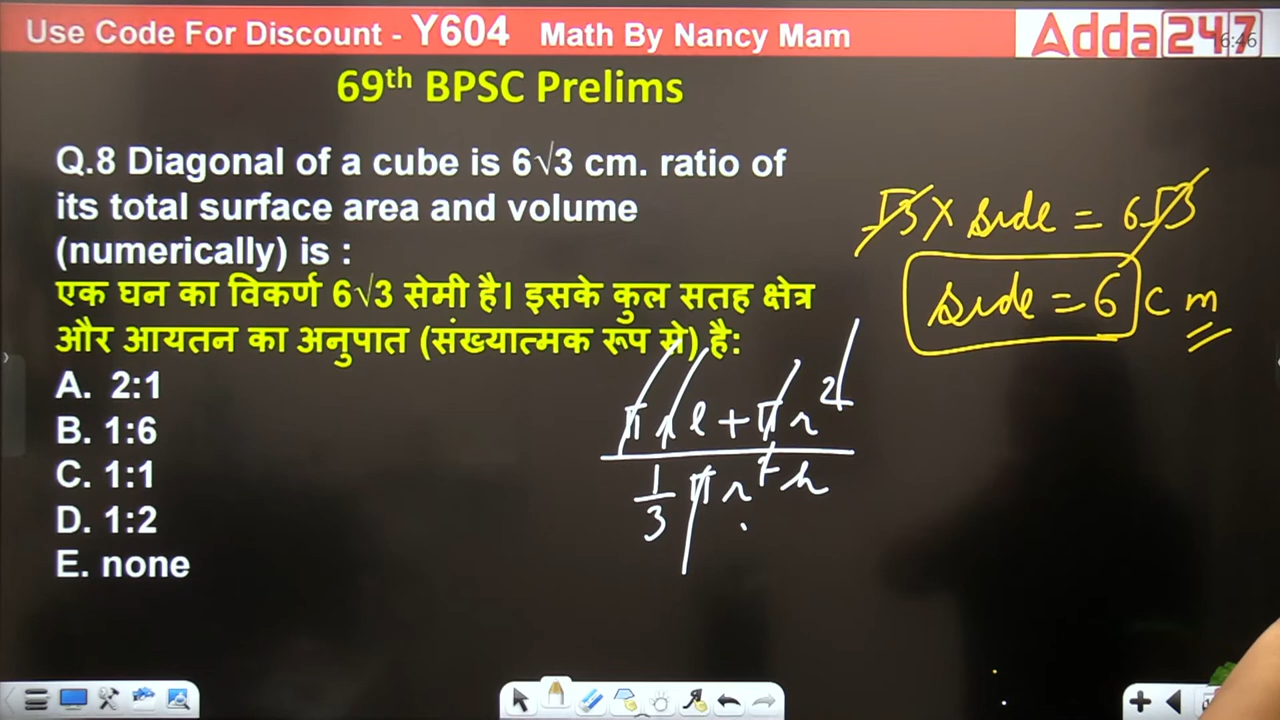 Use Code For Discount - Y604 Math By Nancy Mam
Adda247
16:46
69th BPSC Prelims
Q.8 Diagonal of a cube is 6√3 cm. ratio of
its total surface area and volume
(numerically) is :
एक घन का विकर्ण 6√3 सेमी है। इसके कुल सतह क्षेत्र
और आयतन का अनुपात (संख्यात्मक रूप से) है:
A. 2:1
B. 1:6
C. 1:1
D. 1:2
E. none
√3 × side = 6√3
side = 6 cm
πrl + πr²
1/3 πr²h